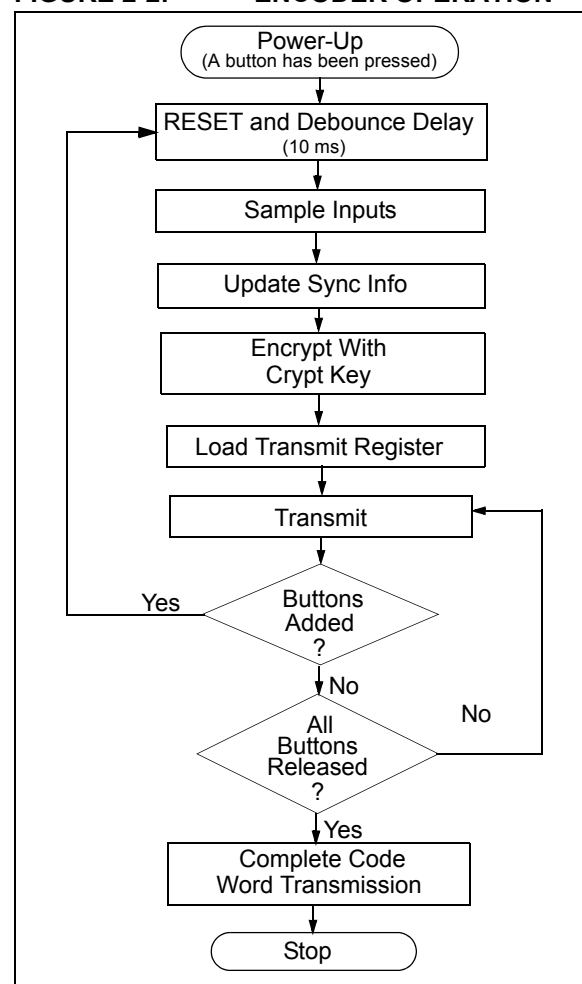 ENCODER OPERATION
Power-Up
(A button has been pressed)
RESET and Debounce Delay
(10 ms)
Sample Inputs
Update Sync Info
Encrypt With
Crypt Key
Load Transmit Register
Transmit
Yes
Buttons
Added
?
No
No
All
Buttons
Released
?
Yes
Complete Code
Word Transmission
Stop